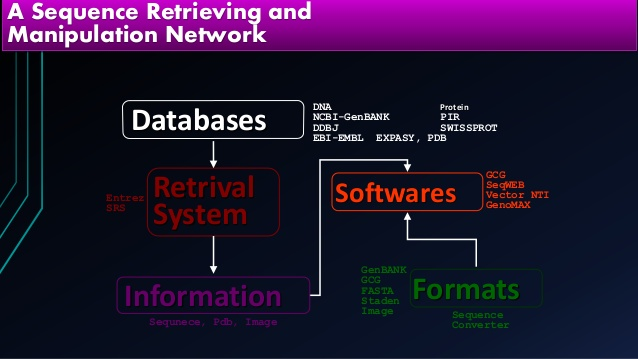 A Sequence Retrieving and
Manipulation Network
Databases
DNA Protein
NCBI-GenBANK PIR
DDBJ SWISSPROT
EBI-EMBL EXPASY, PDB
Retrival
System
Entrez
SRS
Softwares
GCG
SeqWEB
Vector NTI
GenoMAX
Information
Sequnece, Pdb, Image
GenBANK
GCG
FASTA
Staden
Image
Formats
Sequence
Converter